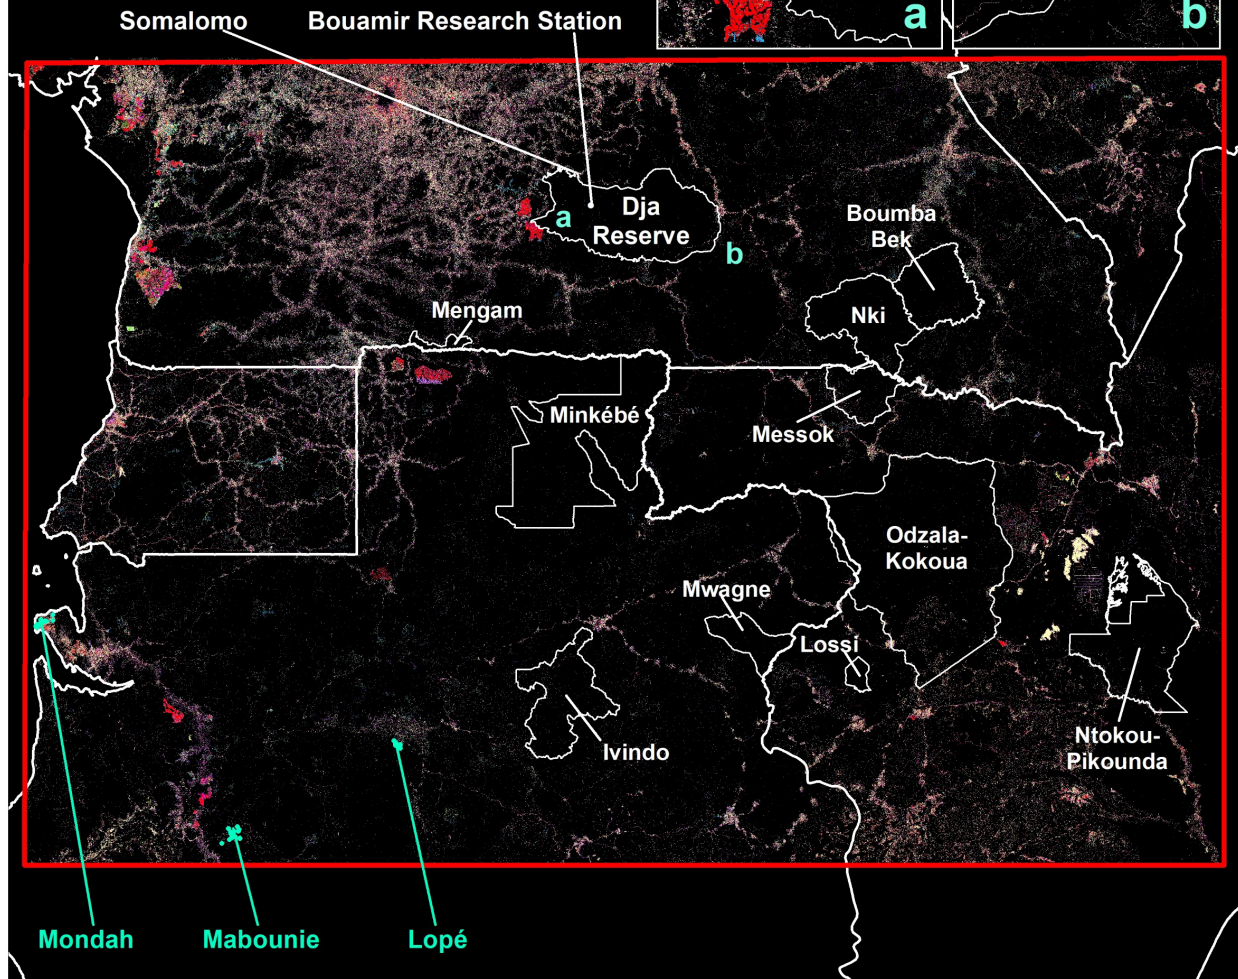 Somalomo
Bouamir Research Station
a
b
a
Dja
Reserve
b
Boumba
Bek
Mengam
Nki
Minkébé
Messok
Odzala-
Kokoua
Mwagne
Lossi
Ivindo
Ntokou-
Pikounda
Mondah
Mabounie
Lopé